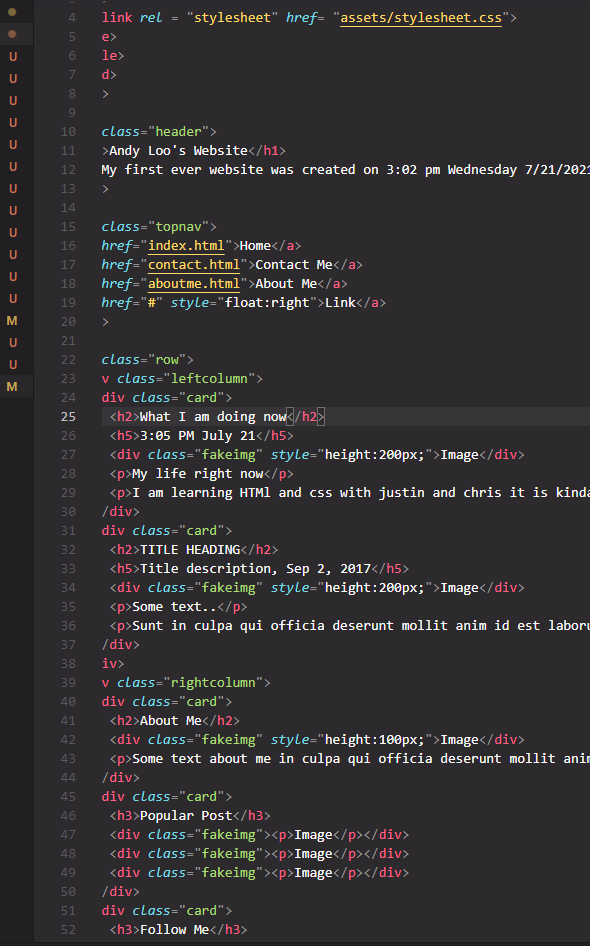 4 link rel = "stylesheet" href= "assets/stylesheet.css">
5 e>
6 le>
7 d>
8 >
9
U 10 class="header">
11 >Andy Loo's Website</h1>
12 My first ever website was created on 3:02 pm Wednesday 7/21/2021
13 >
14
15 class="topnav">
16 href="index.html">Home</a>
17 href="contact.html">Contact Me</a>
18 href="aboutme.html">About Me</a>
19 href="#" style="float:right">Link</a>
20 >
21
22 class="row">
23 v class="leftcolumn">
24 div class="card">
25 <h2>What I am doing now</h2>
26 <h5>3:05 PM July 21</h5>
27 <div class="fakeimg" style="height:200px;">Image</div>
28 <p>My life right now</p>
29 <p>I am learning HTMl and css with justin and chris it is kinda
30 /div>
31 div class="card">
32 <h2>TITLE HEADING</h2>
33 <h5>Title description, Sep 2, 2017</h5>
34 <div class="fakeimg" style="height:200px;">Image</div>
35 <p>Some text..</p>
36 <p>Sunt in culpa qui officia deserunt mollit anim id est laboru
37 /div>
38 iv>
39 v class="rightcolumn">
40 div class="card">
41 <h2>About Me</h2>
42 <div class="fakeimg" style="height:100px;">Image</div>
43 <p>Some text about me in culpa qui officia deserunt mollit anim
44 /div>
45 div class="card">
46 <h3>Popular Post</h3>
47 <div class="fakeimg"><p>Image</p></div>
48 <div class="fakeimg"><p>Image</p></div>
49 <div class="fakeimg"><p>Image</p></div>
50 /div>
51 div class="card">
52 <h3>Follow Me</h3>